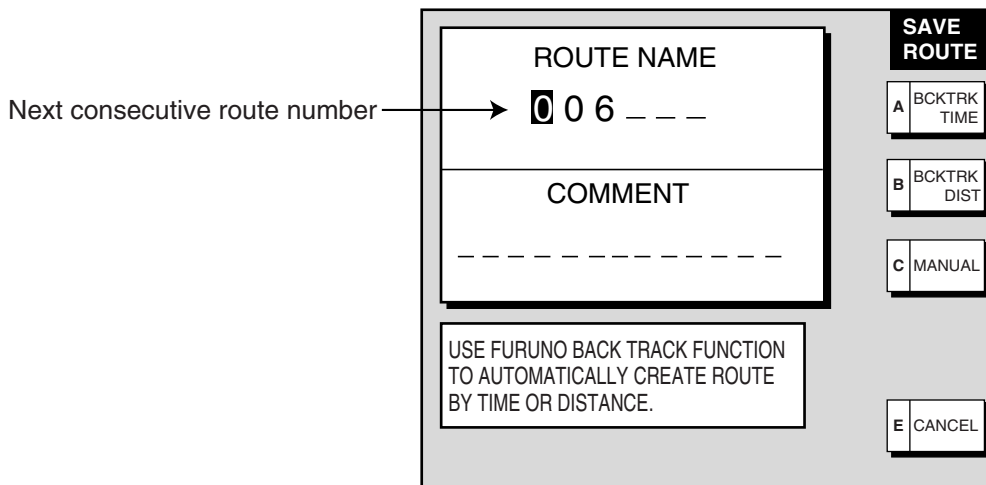 SAVE
ROUTE
ROUTE NAME
Next consecutive route number
006_ _ _
COMMENT
_ _ _ _ _ _ _ _ _ _ _ _ _
USE FURUNO BACK TRACK FUNCTION
TO AUTOMATICALLY CREATE ROUTE
BY TIME OR DISTANCE.
A BCKTRK
TIME
B BCKTRK
DIST
C MANUAL
E CANCEL